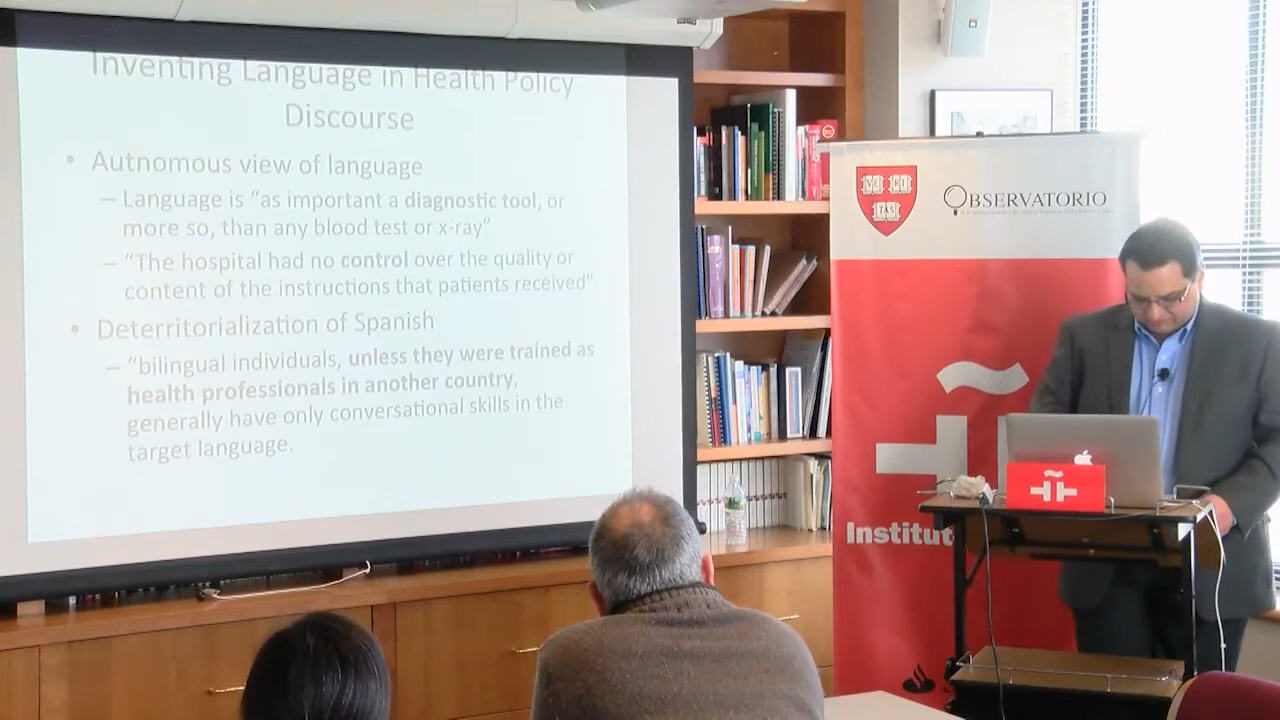 Inventing Language in Health Policy
Discourse
• Autnomous view of language
– Language is “as important a diagnostic tool, or
more so, than any blood test or x-ray”
– “The hospital had no control over the quality or
content of the instructions that patients received”
• Deterritorialization of Spanish
– “bilingual individuals, unless they were trained as
health professionals in another country,
generally have only conversational skills in the
target language.
VE RI
TAS
OBSERVATORIO
Institut